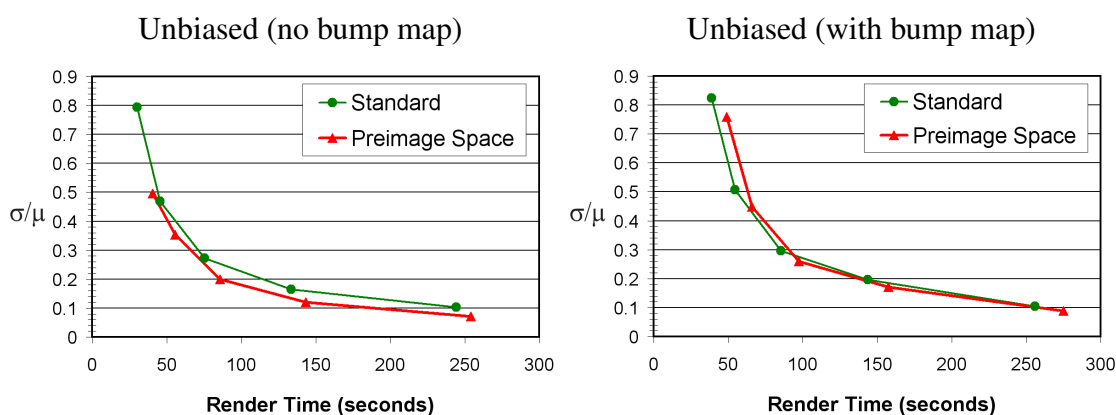 Unbiased (no bump map)
0.9
0.8
0.7
0.6
0.5
0.4
0.3
0.2
0.1
0
σ/μ
Standard
Preimage Space
0 50 100 150 200 250 300
Render Time (seconds)
Unbiased (with bump map)
0.9
0.8
0.7
0.6
0.5
0.4
0.3
0.2
0.1
0
σ/μ
Standard
Preimage Space
0 50 100 150 200 250 300
Render Time (seconds)